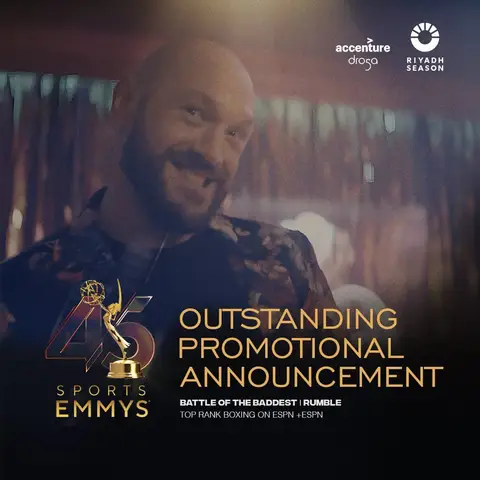 accenture
droga
RIYADH
SEASON
45
SPORTS
EMMYS
OUTSTANDING
PROMOTIONAL
ANNOUNCEMENT
BATTLE OF THE BADDEST | RUMBLE
TOP RANK BOXING ON ESPN +ESPN